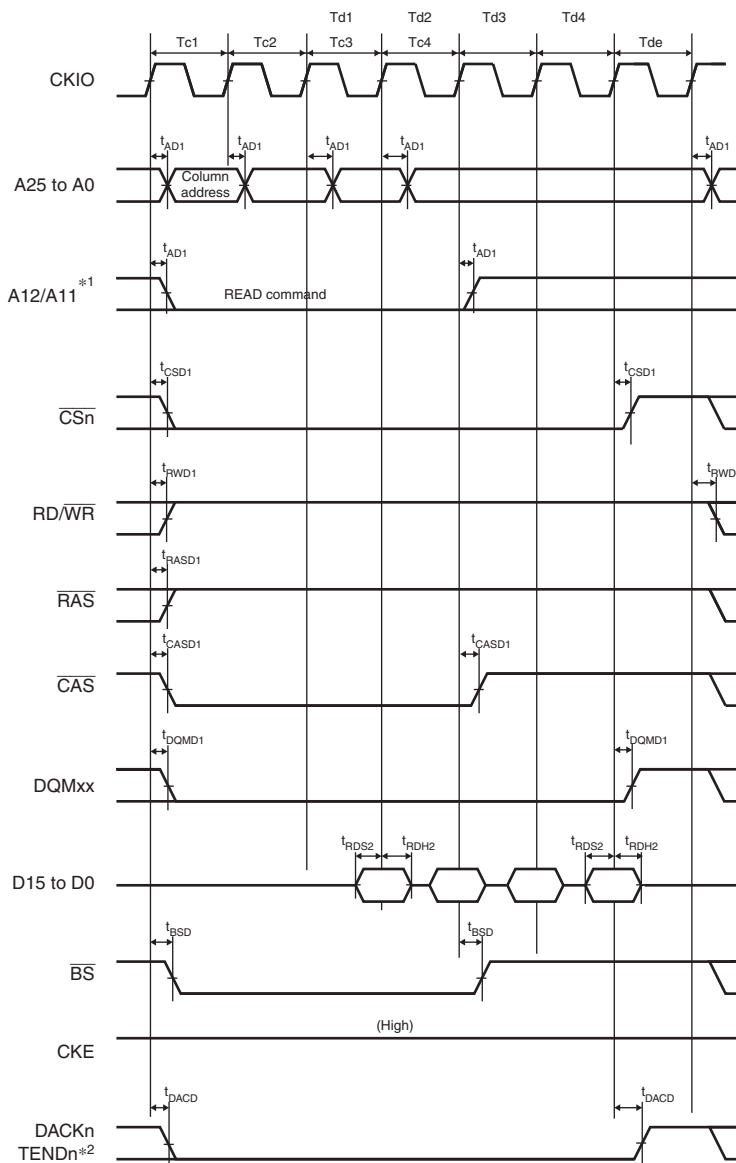 Td1 Td2 Td3 Td4
Tc1 Tc2 Tc3 Tc4 Tde
CKIO
tAD1 tAD1 tAD1 tAD1 tAD1
A25 to A0
Column
address
tAD1 tAD1
A12/A11*1
READ command
tCSD1 tCSD1
CSn
tRWD1 tRWD
RD/WR
tRASD1
RAS
tCASD1 tCASD1
CAS
tDQMD1 tDQMD1
DQMxx
tRDS2 tRDH2 tRDS2 tRDH2
D15 to D0
tBSD tBSD
BS
(High)
CKE
tDACD tDACD
DACKn
TENDn*2